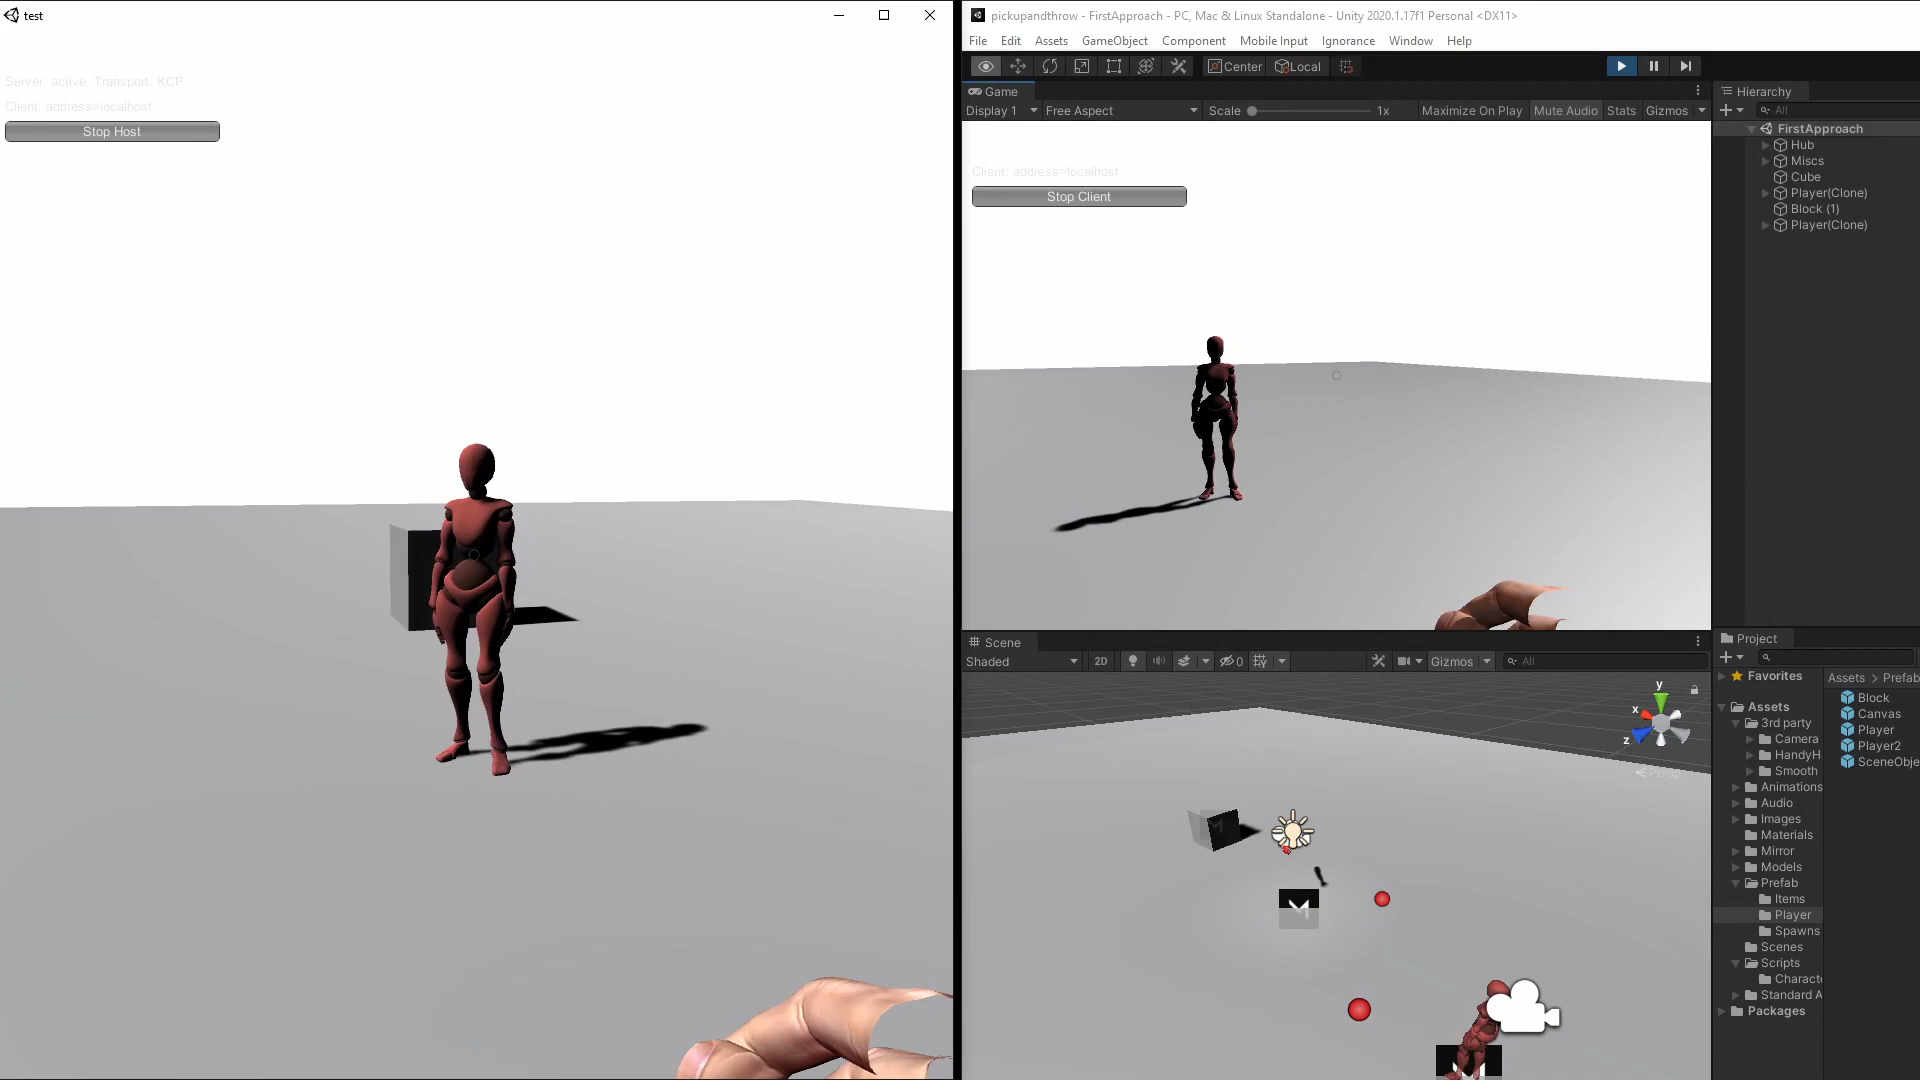 test
Server: active Transport: KCP
Client: address=localhost
Stop Host
pickupandthrow - FirstApproach - PC, Mac & Linux Standalone - Unity 2020.1.17f1 Personal <DX11>
File Edit Assets GameObject Component Mobile Input Ignorance Window Help
Center Local
Game
Display 1 Free Aspect Scale 1x Maximize On Play Mute Audio Stats Gizmos
Client: address=localhost
Stop Client
Hierarchy
All
FirstApproach
Hub
Miscs
Cube
Player(Clone)
Block (1)
Player(Clone)
Scene
Shaded 2D 0 Gizmos All
y
x
z
Persp
Project
Favorites
Assets
3rd party
Camera
HandyH
Smooth
Animations
Audio
Images
Materials
Mirror
Models
Prefab
Items
Player
Spawns
Scenes
Scripts
Characte
Standard A
Packages
Assets > Prefab
Block
Canvas
Player
Player2
SceneObje